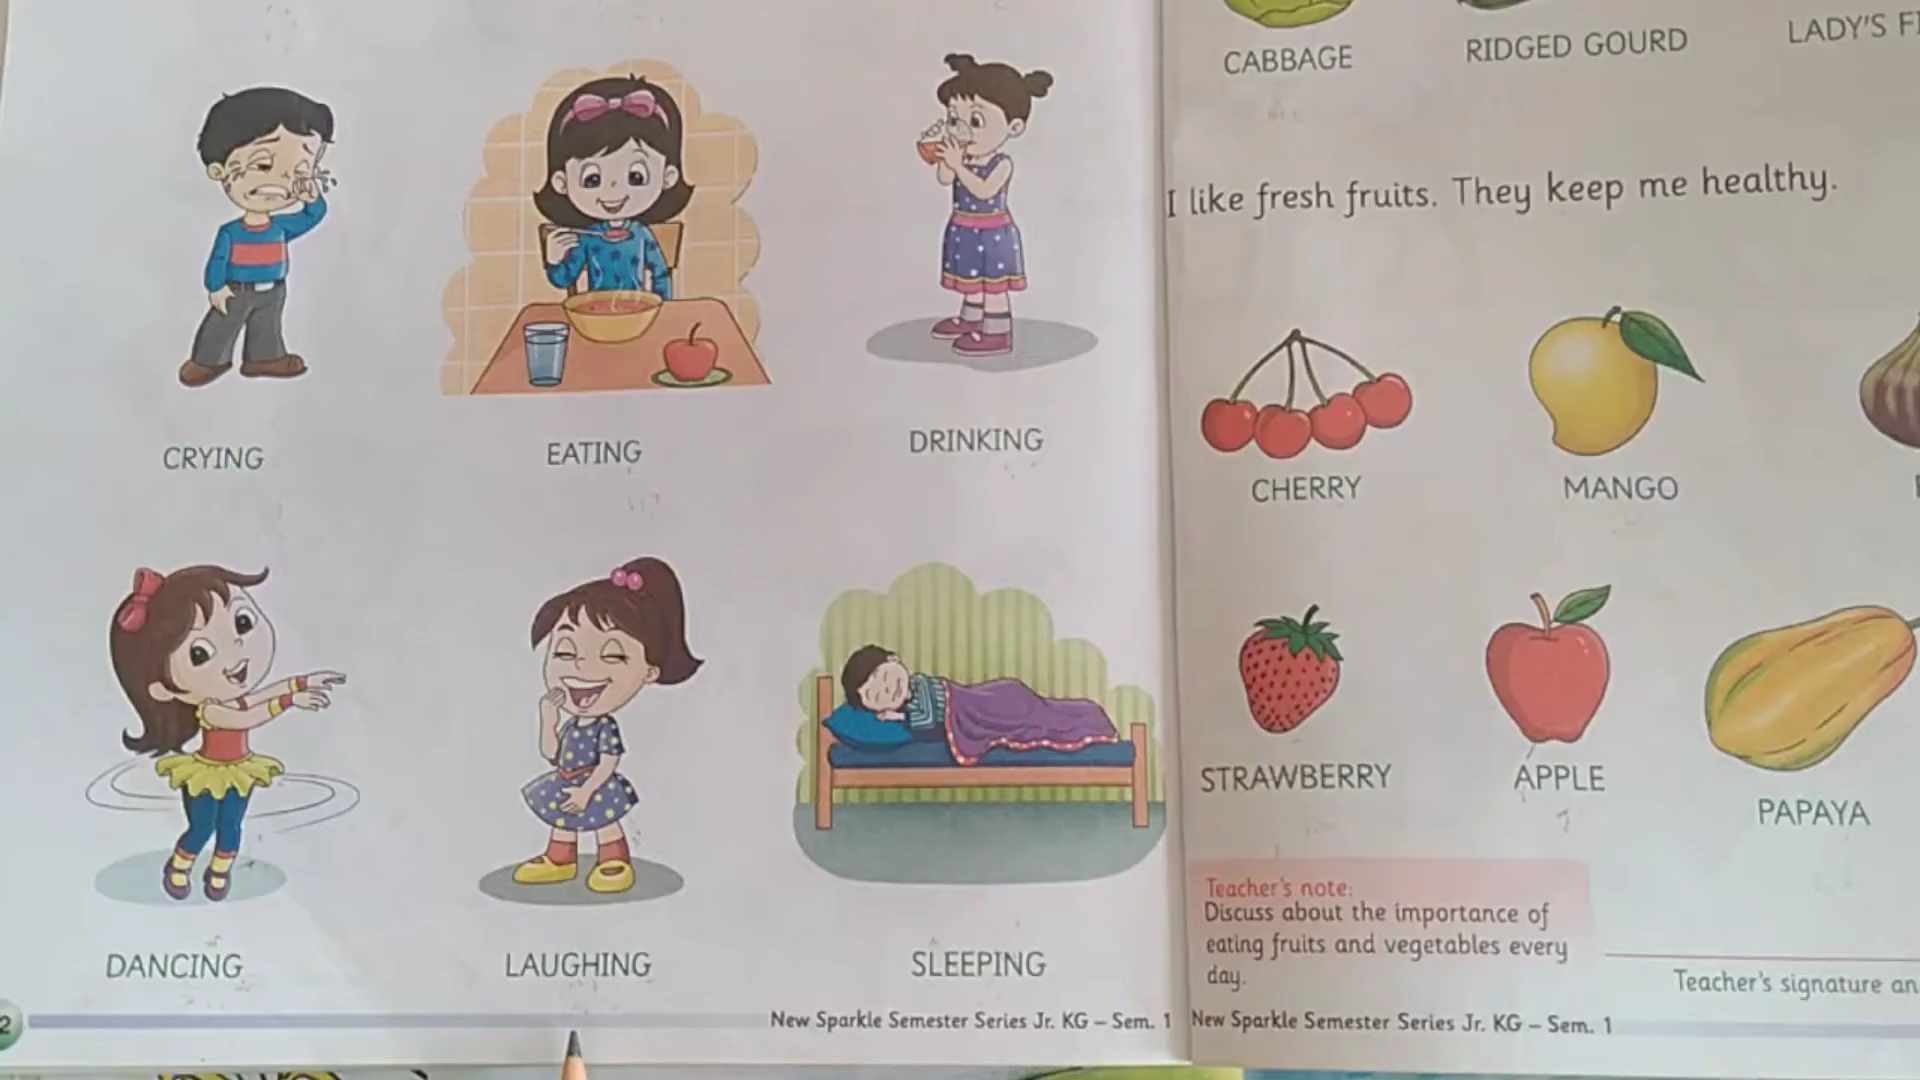 CRYING
EATING
DRINKING
DANCING
LAUGHING
SLEEPING
New Sparkle Semester Series Jr. KG – Sem. 1
CABBAGE
RIDGED GOURD
LADY'S
I like fresh fruits. They keep me healthy.
CHERRY
MANGO
STRAWBERRY
APPLE
PAPAYA
Teacher's note:
Discuss about the importance of
eating fruits and vegetables every
day.
Teacher's signature
New Sparkle Semester Series Jr. KG – Sem. 1